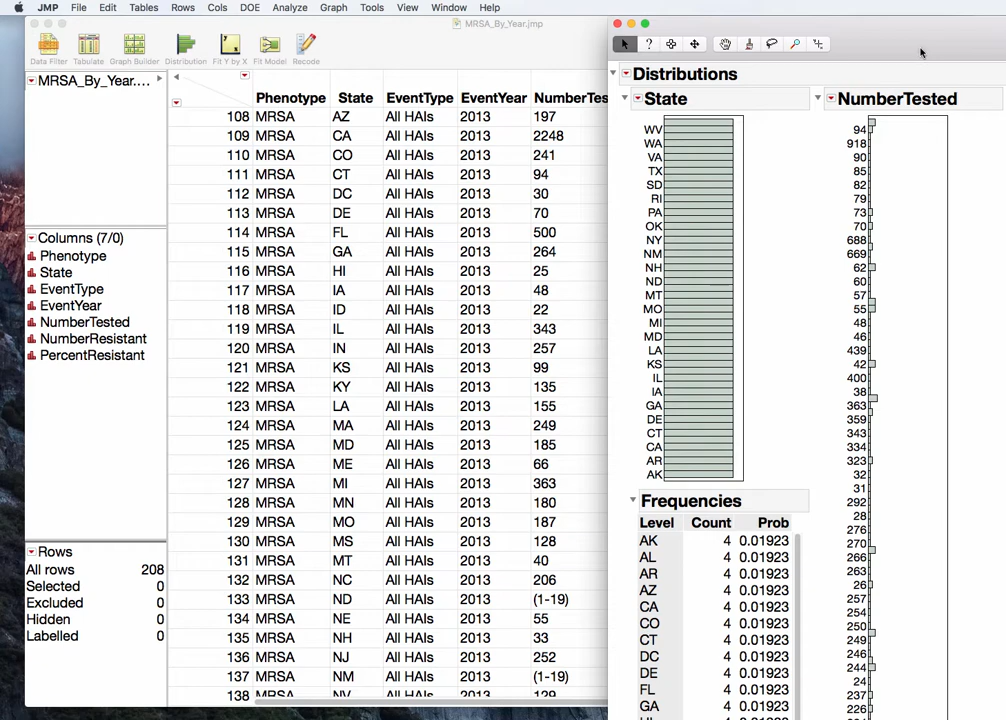 JMP File Edit Tables Rows Cols DOE Analyze Graph Tools View Window Help
MRSA_By_Year.jmp
Data Filter Tabulate Graph Builder Distribution Fit Y by X Fit Model Recode
MRSA_By_Year....
Columns (7/0)
Phenotype
State
EventType
EventYear
NumberTested
NumberResistant
PercentResistant
Rows
All rows 208
Selected 0
Excluded 0
Hidden 0
Labelled 0
Phenotype State EventType EventYear NumberTes
108 MRSA AZ All HAIs 2013 197
109 MRSA CA All HAIs 2013 2248
110 MRSA CO All HAIs 2013 241
111 MRSA CT All HAIs 2013 94
112 MRSA DC All HAIs 2013 30
113 MRSA DE All HAIs 2013 70
114 MRSA FL All HAIs 2013 500
115 MRSA GA All HAIs 2013 264
116 MRSA HI All HAIs 2013 25
117 MRSA IA All HAIs 2013 48
118 MRSA ID All HAIs 2013 22
119 MRSA IL All HAIs 2013 343
120 MRSA IN All HAIs 2013 257
121 MRSA KS All HAIs 2013 99
122 MRSA KY All HAIs 2013 135
123 MRSA LA All HAIs 2013 155
124 MRSA MA All HAIs 2013 249
125 MRSA MD All HAIs 2013 185
126 MRSA ME All HAIs 2013 66
127 MRSA MI All HAIs 2013 363
128 MRSA MN All HAIs 2013 180
129 MRSA MO All HAIs 2013 187
130 MRSA MS All HAIs 2013 128
131 MRSA MT All HAIs 2013 40
132 MRSA NC All HAIs 2013 206
133 MRSA ND All HAIs 2013 (1-19)
134 MRSA NE All HAIs 2013 55
135 MRSA NH All HAIs 2013 33
136 MRSA NJ All HAIs 2013 252
137 MRSA NM All HAIs 2013 (1-19)
138 MRSA NV All HAIs 2013 129
Distributions
State
WV
WA
VA
TX
SD
RI
PA
OK
NY
NM
NH
ND
MT
MO
MI
MD
LA
KS
IL
IA
GA
DE
CT
CA
AR
AK
Frequencies
Level Count Prob
AK 4 0.01923
AL 4 0.01923
AR 4 0.01923
AZ 4 0.01923
CA 4 0.01923
CO 4 0.01923
CT 4 0.01923
DC 4 0.01923
DE 4 0.01923
FL 4 0.01923
GA 4 0.01923
NumberTested
94
918
90
85
82
79
73
70
688
669
62
60
57
55
48
46
439
42
400
38
363
359
343
334
323
32
31
292
28
276
270
266
263
26
257
254
250
249
246
244
24
237
226